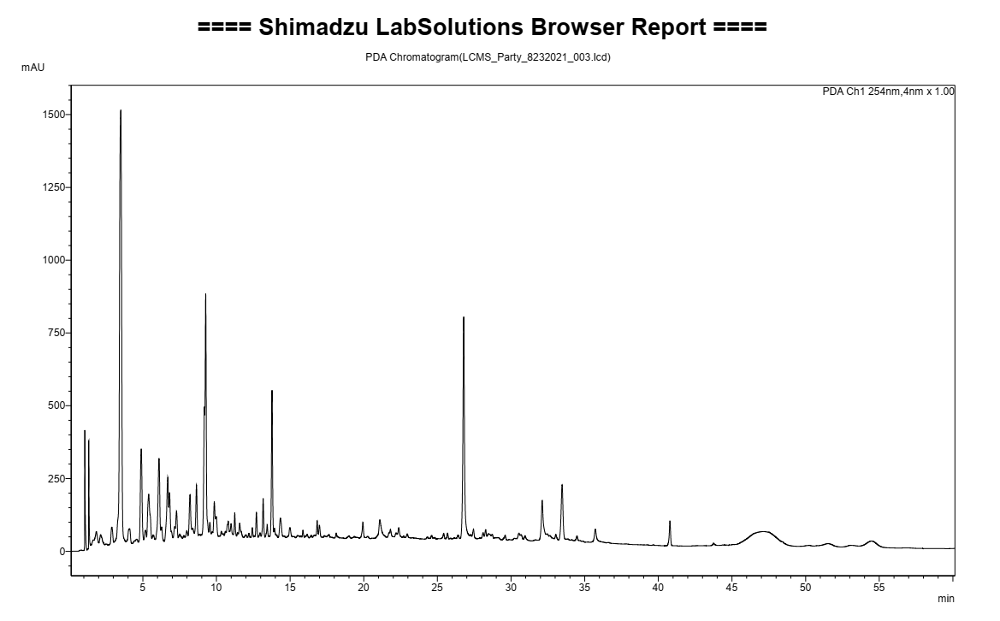 ==== Shimadzu LabSolutions Browser Report ====
PDA Chromatogram(LCMS_Party_8232021_003.lcd)
mAU
PDA Ch1 254nm,4nm x 1.00
1500
1250
1000
750
500
250
0
5 10 15 20 25 30 35 40 45 50 55
min